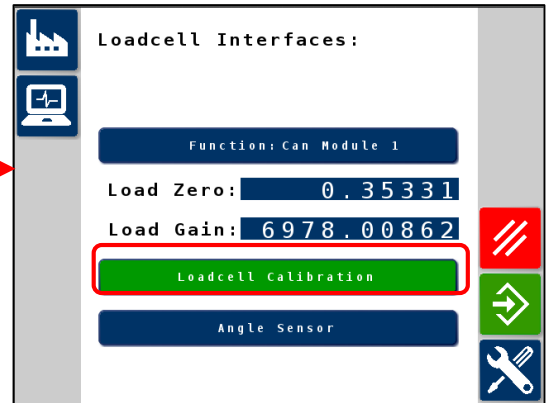 Loadcell Interfaces:
Function: Can Module 1
Load Zero: 0.35331
Load Gain: 6978.00862
Loadcell Calibration
Angle Sensor